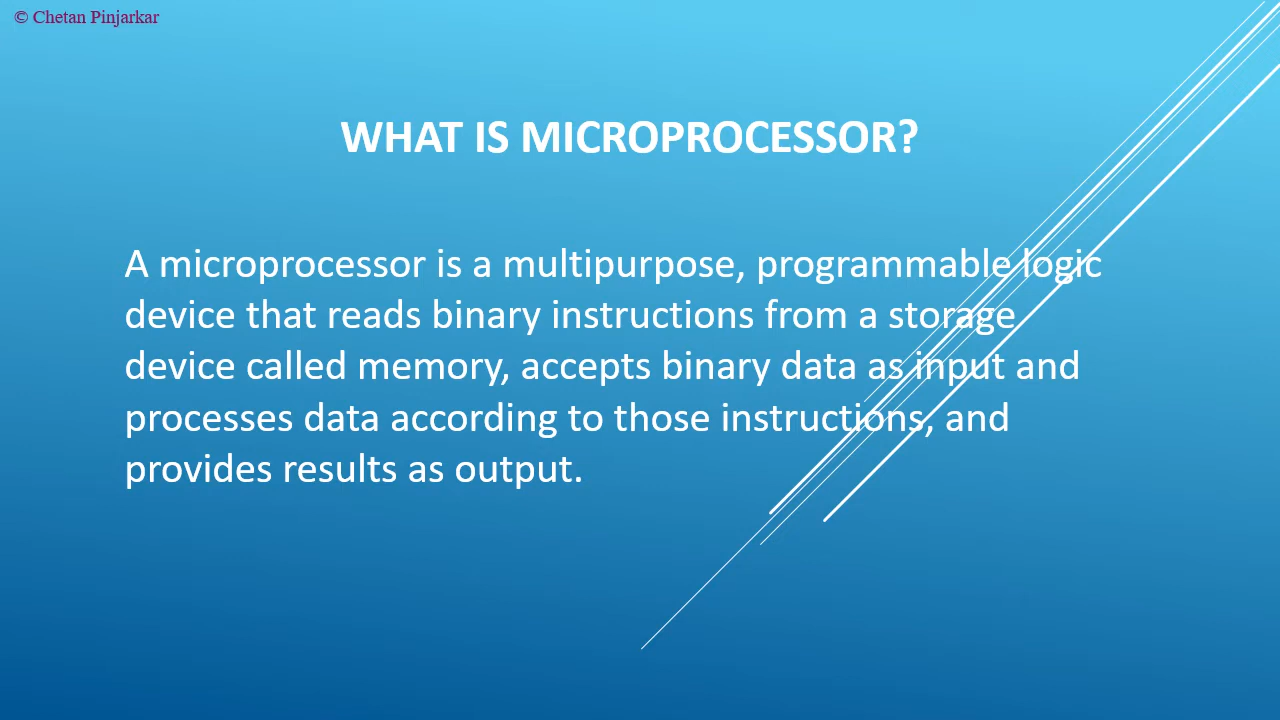 © Chetan Pinjarkar
WHAT IS MICROPROCESSOR?
A microprocessor is a multipurpose, programmable logic
device that reads binary instructions from a storage
device called memory, accepts binary data as input and
processes data according to those instructions, and
provides results as output.